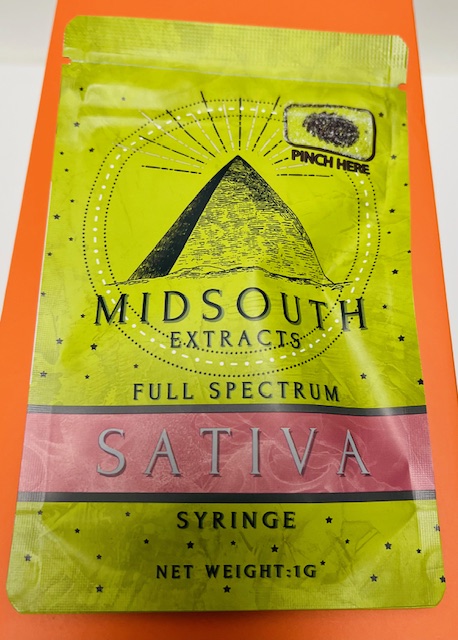 PINCH HERE
MIDSOUTH
EXTRACTS
FULL SPECTRUM
SATIVA
SYRINGE
NET WEIGHT:1G